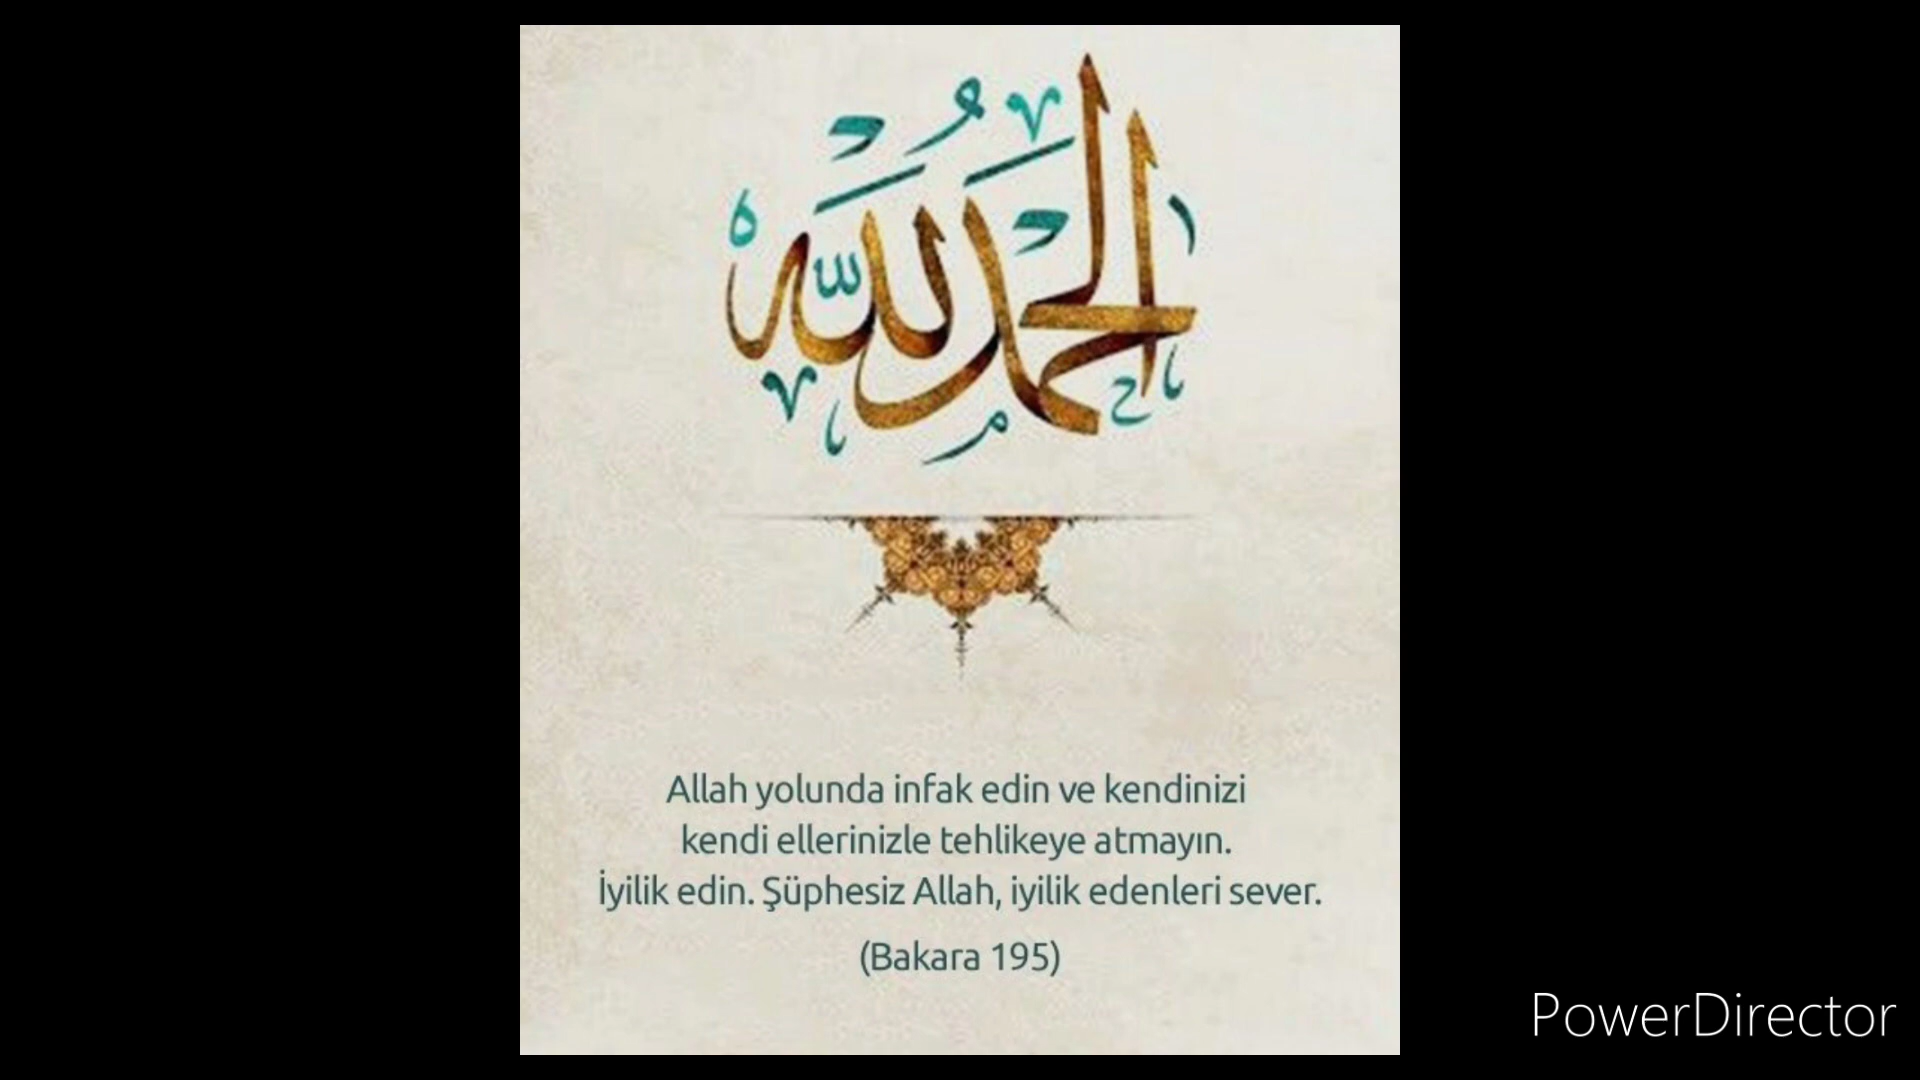 الحمد لله
Allah yolunda infak edin ve kendinizi
kendi ellerinizle tehlikeye atmayın.
İyilik edin. Şüphesiz Allah, iyilik edenleri sever.
(Bakara 195)
PowerDirector